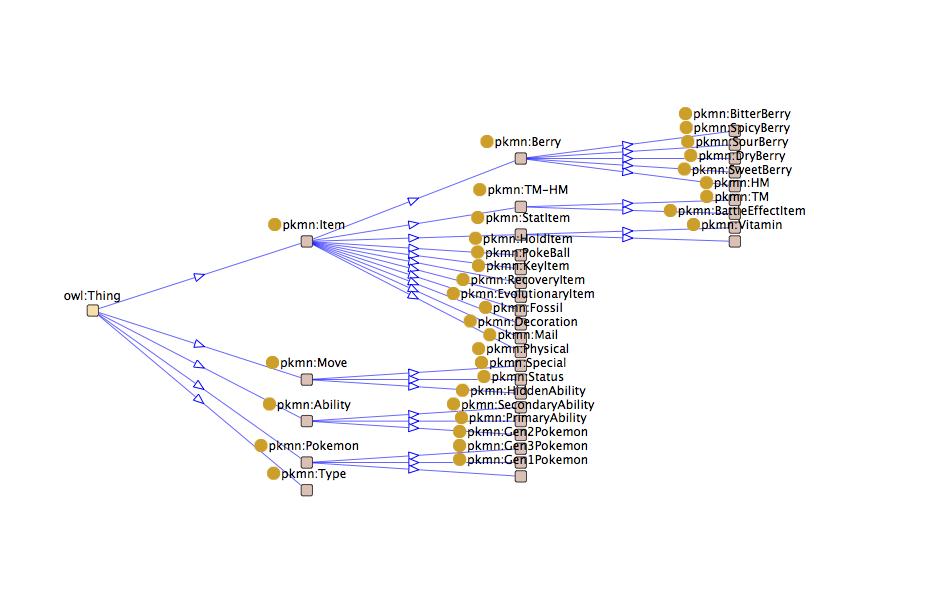 owl:Thing
pkmn:Item
pkmn:Move
pkmn:Ability
pkmn:Pokemon
pkmn:Type
pkmn:Berry
pkmn:TM-HM
pkmn:StatItem
pkmn:HoldItem
pkmn:PokeBall
pkmn:KeyItem
pkmn:RecoveryItem
pkmn:EvolutionaryItem
pkmn:Fossil
pkmn:Decoration
pkmn:Mail
pkmn:Physical
pkmn:Special
pkmn:Status
pkmn:HiddenAbility
pkmn:SecondaryAbility
pkmn:PrimaryAbility
pkmn:Gen2Pokemon
pkmn:Gen3Pokemon
pkmn:Gen1Pokemon
pkmn:BitterBerry
pkmn:SpicyBerry
pkmn:SourBerry
pkmn:DryBerry
pkmn:SweetBerry
pkmn:HM
pkmn:TM
pkmn:BattleEffectItem
pkmn:Vitamin